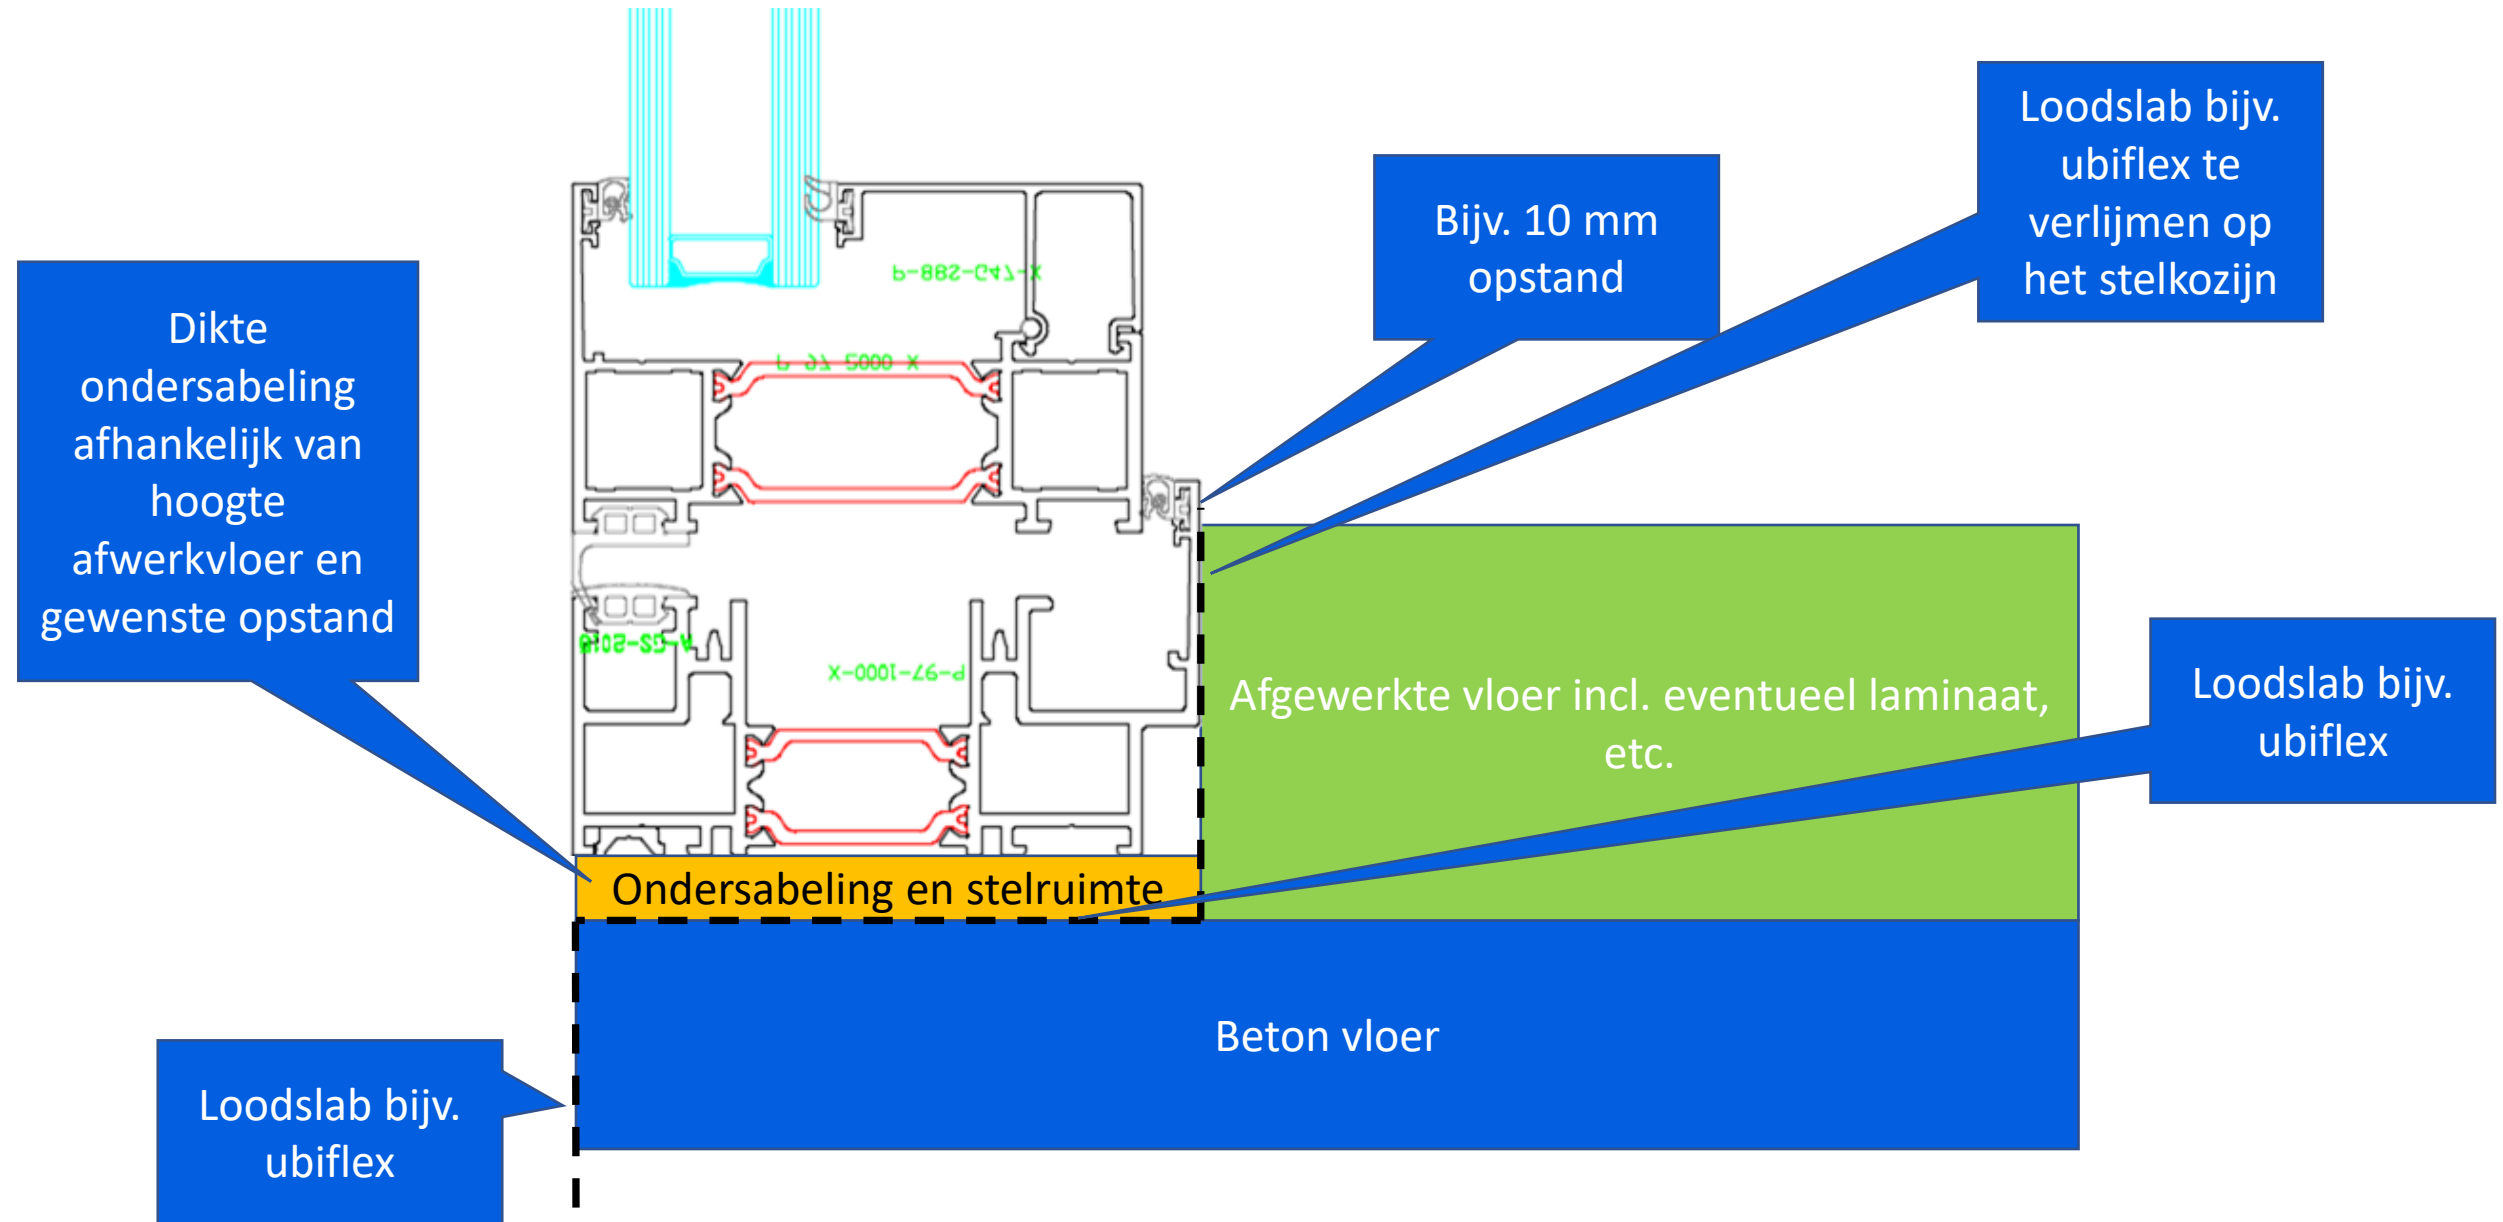 Loodslab bijv.
ubiflex te
verlijmen op
het stelkozijn
Bijv. 10 mm
opstand
Dikte
ondersabeling
afhankelijk van
hoogte
afwerkvloer en
gewenste opstand
P-97-1000-X
Afgewerkte vloer incl. eventueel laminaat,
etc.
Loodslab bijv.
ubiflex
Ondersabeling en stelruimte
Beton vloer
Loodslab bijv.
ubiflex